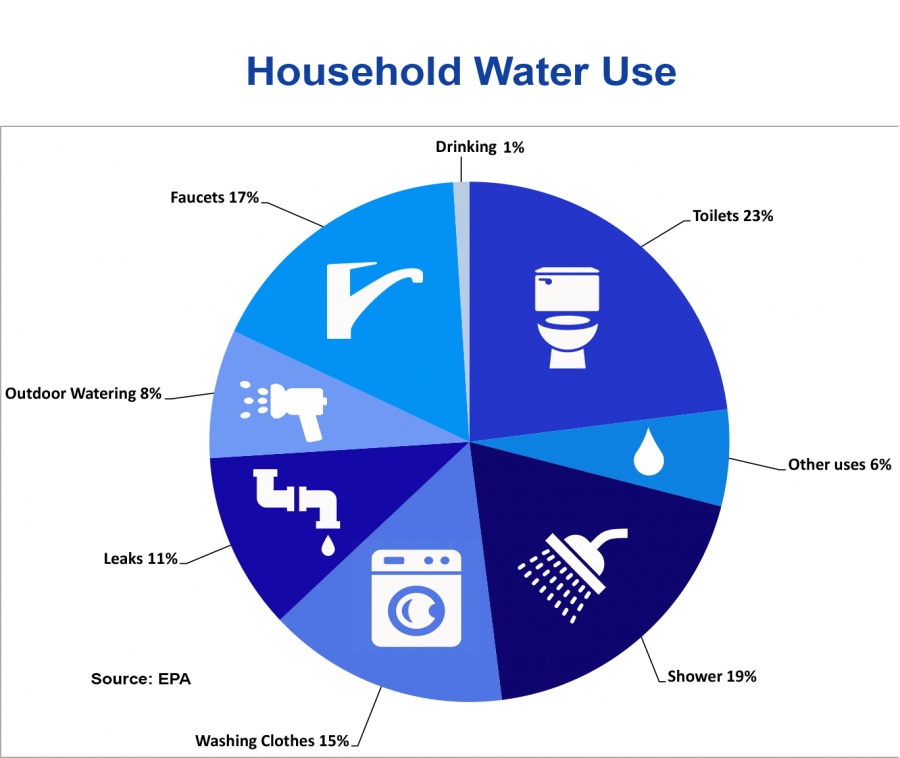 Household Water Use
Drinking 1%
Faucets 17%
Toilets 23%
Outdoor Watering 8%
Other uses 6%
Leaks 11%
Shower 19%
Source: EPA
Washing Clothes 15%